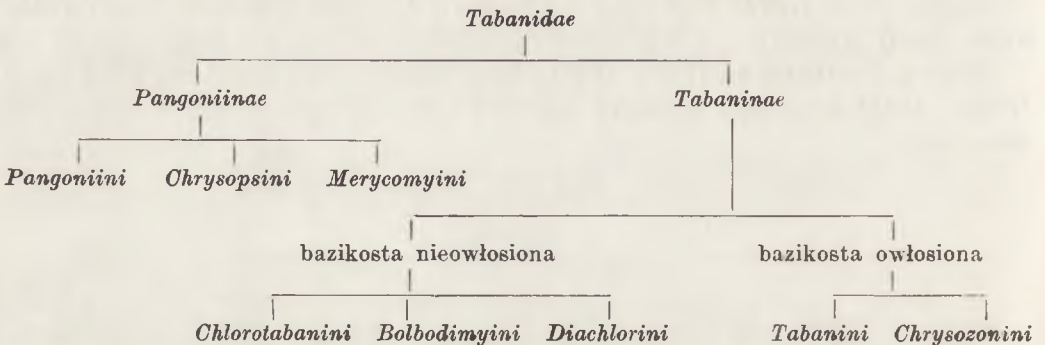 Tabanidae
Pangoniinae Tabaninae
Pangoniini Chrysopsini Merycomyini
bazikosta nieowłosiona bazikosta owłosiona
Chlorotabanini Bolbodimyini Diachlorini Tabanini Chrysozonini